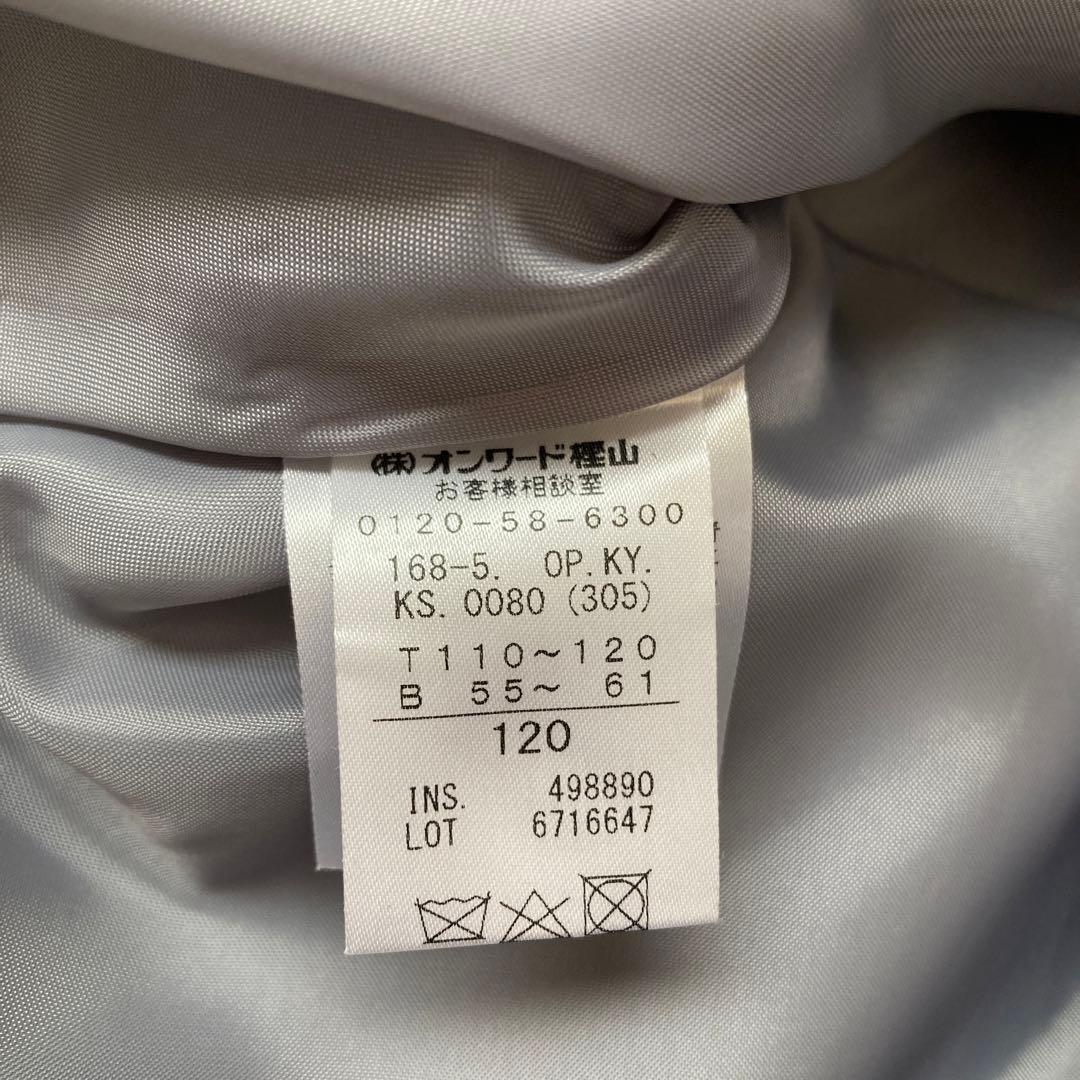 (株)オンワード樫山
お客様相談室
0120-58-6300
168-5. OP.KY.
KS. 0080 (305)
T110~120
B 55~ 61
120
INS. 498890
LOT 6716647